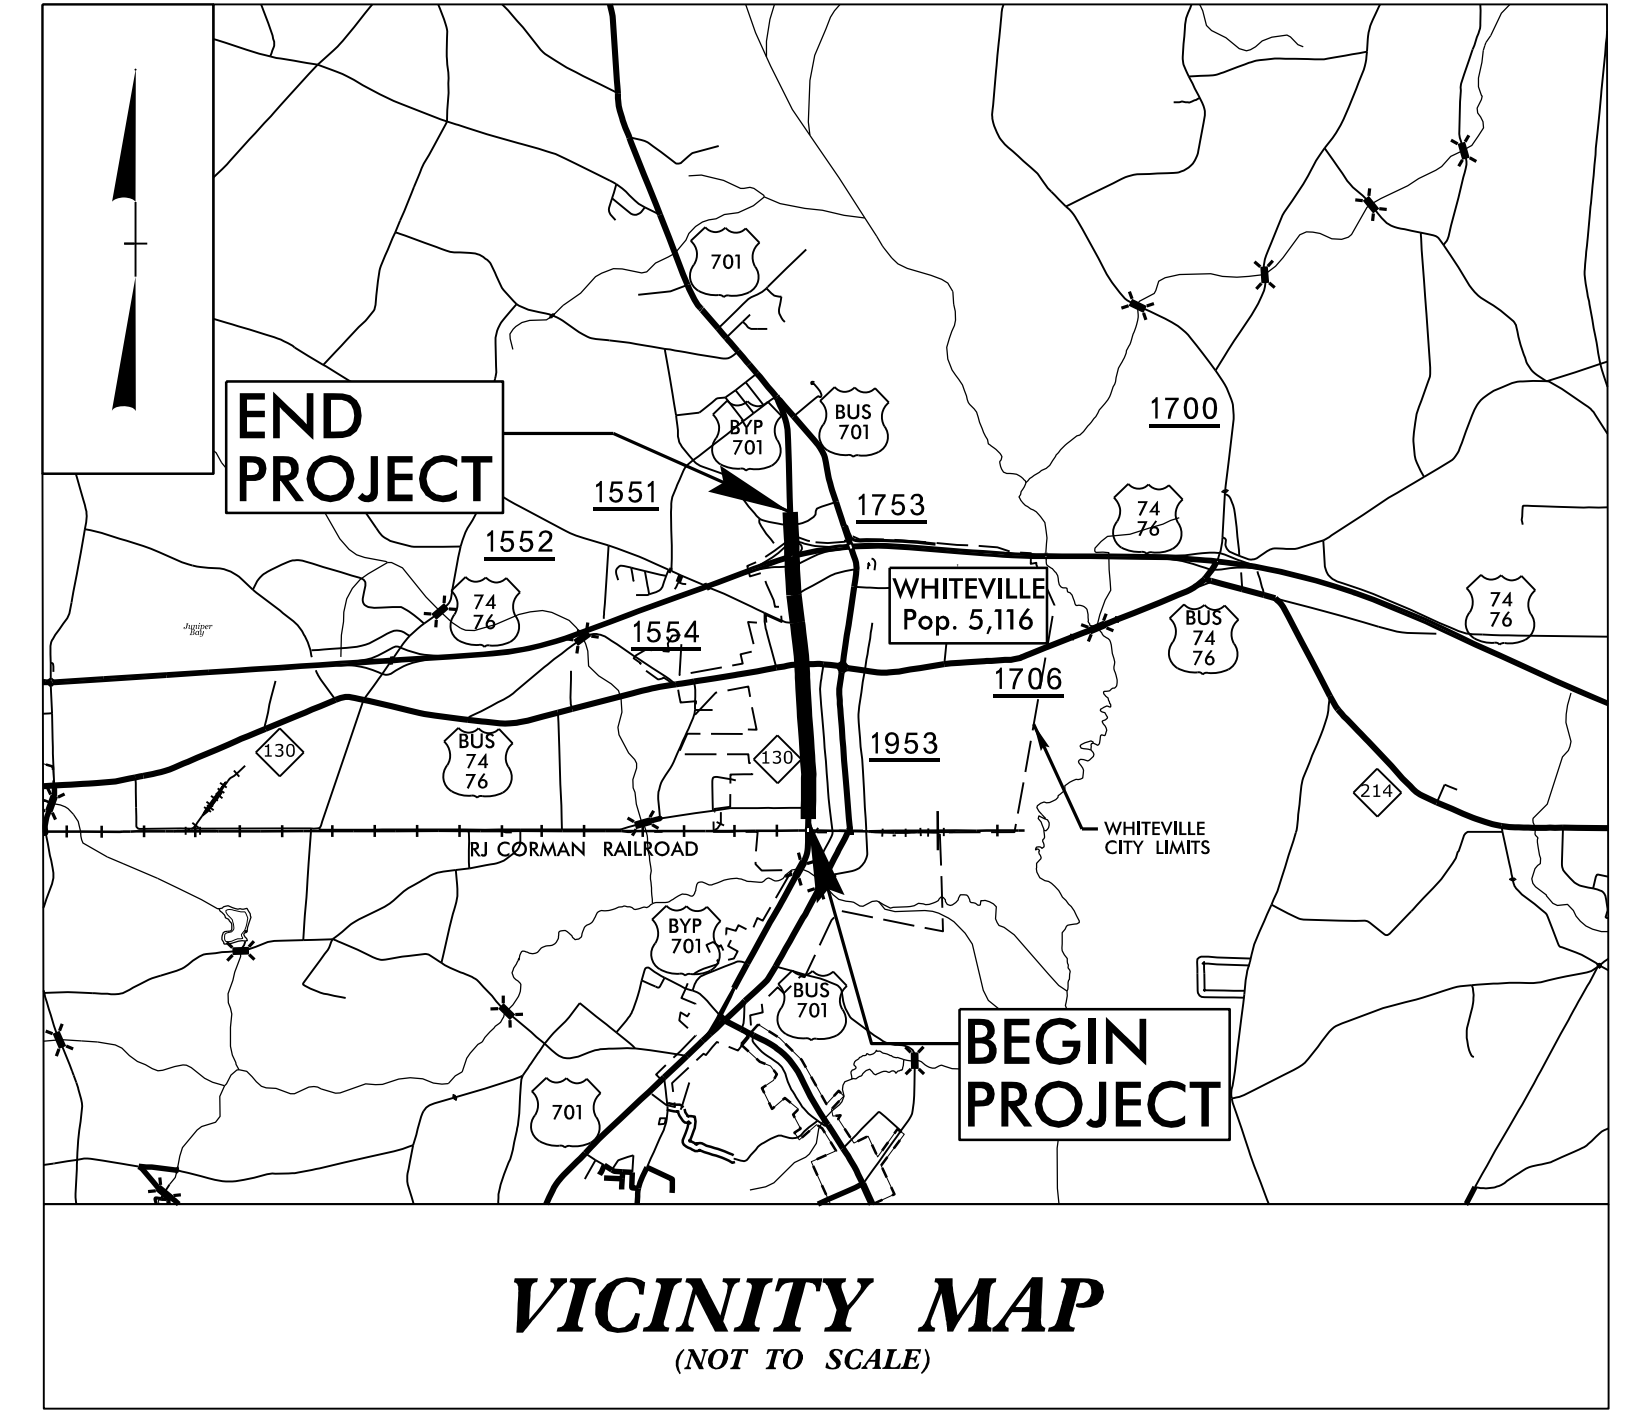 701
END
PROJECT
BYP
701
BUS
701
1700
1551
1753
74
76
1552
WHITEVILLE
Pop. 5,116
74
76
74
76
Juniper
Bay
1554
BUS
74
76
1706
130
BUS
74
76
130
1953
214
WHITEVILLE
CITY LIMITS
RJ CORMAN RAILROAD
BYP
701
BUS
701
BEGIN
PROJECT
701
VICINITY MAP
(NOT TO SCALE)